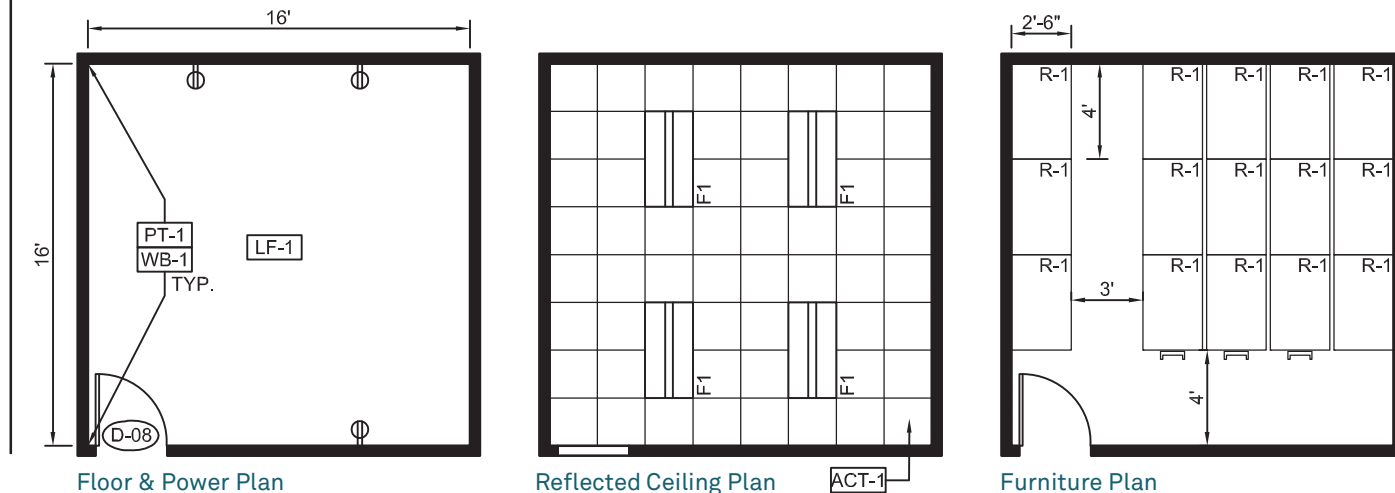 16'
16'
PT-1
WB-1
TYP.
LF-1
D-08
Floor & Power Plan
F1
F1
F1
F1
ACT-1
Reflected Ceiling Plan
2'-6"
R-1
R-1
R-1
R-1
R-1
4'
R-1
R-1
R-1
R-1
R-1
R-1
R-1
R-1
R-1
R-1
3'
4'
Furniture Plan